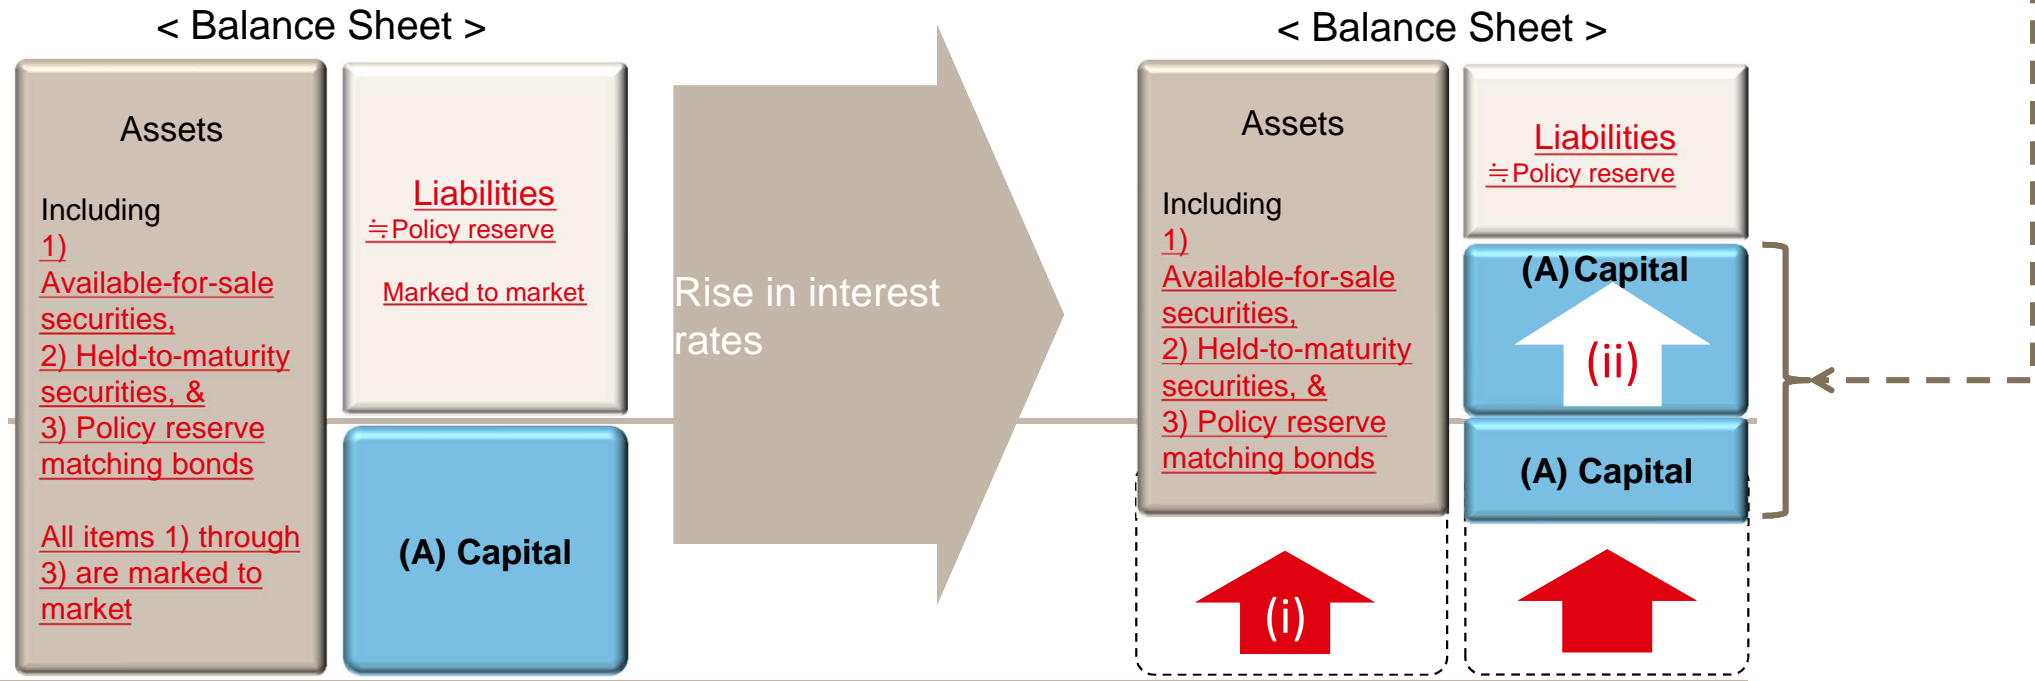 < Balance Sheet >
Assets
Including
1)
Available-for-sale
securities,
2) Held-to-maturity
securities, &
3) Policy reserve
matching bonds
All items 1) through
3) are marked to
market
Liabilities
≒Policy reserve
Marked to market
(A) Capital
Rise in interest
rates
< Balance Sheet >
Assets
Including
1)
Available-for-sale
securities,
2) Held-to-maturity
securities, &
3) Policy reserve
matching bonds
(i)
Liabilities
≒Policy reserve
(A) Capital
(ii)
(A) Capital